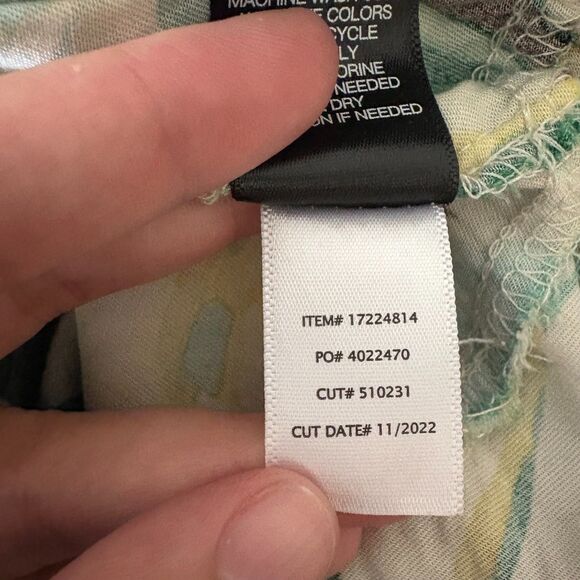 MACHINE WASH
COLORS
CYCLE
NEEDED
DRY
IF NEEDED
ITEM# 17224814
PO# 4022470
CUT# 510231
CUT DATE# 11/2022